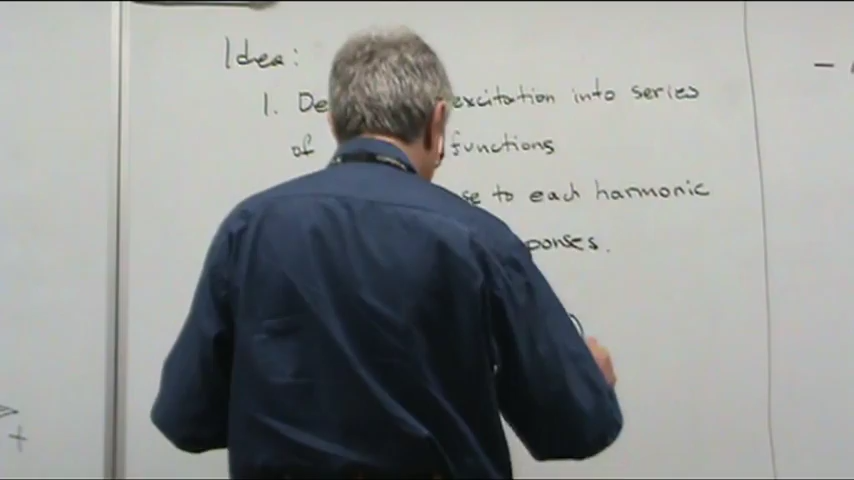 Idea:
1. De excitation into series
of functions
se to each harmonic
ponses.